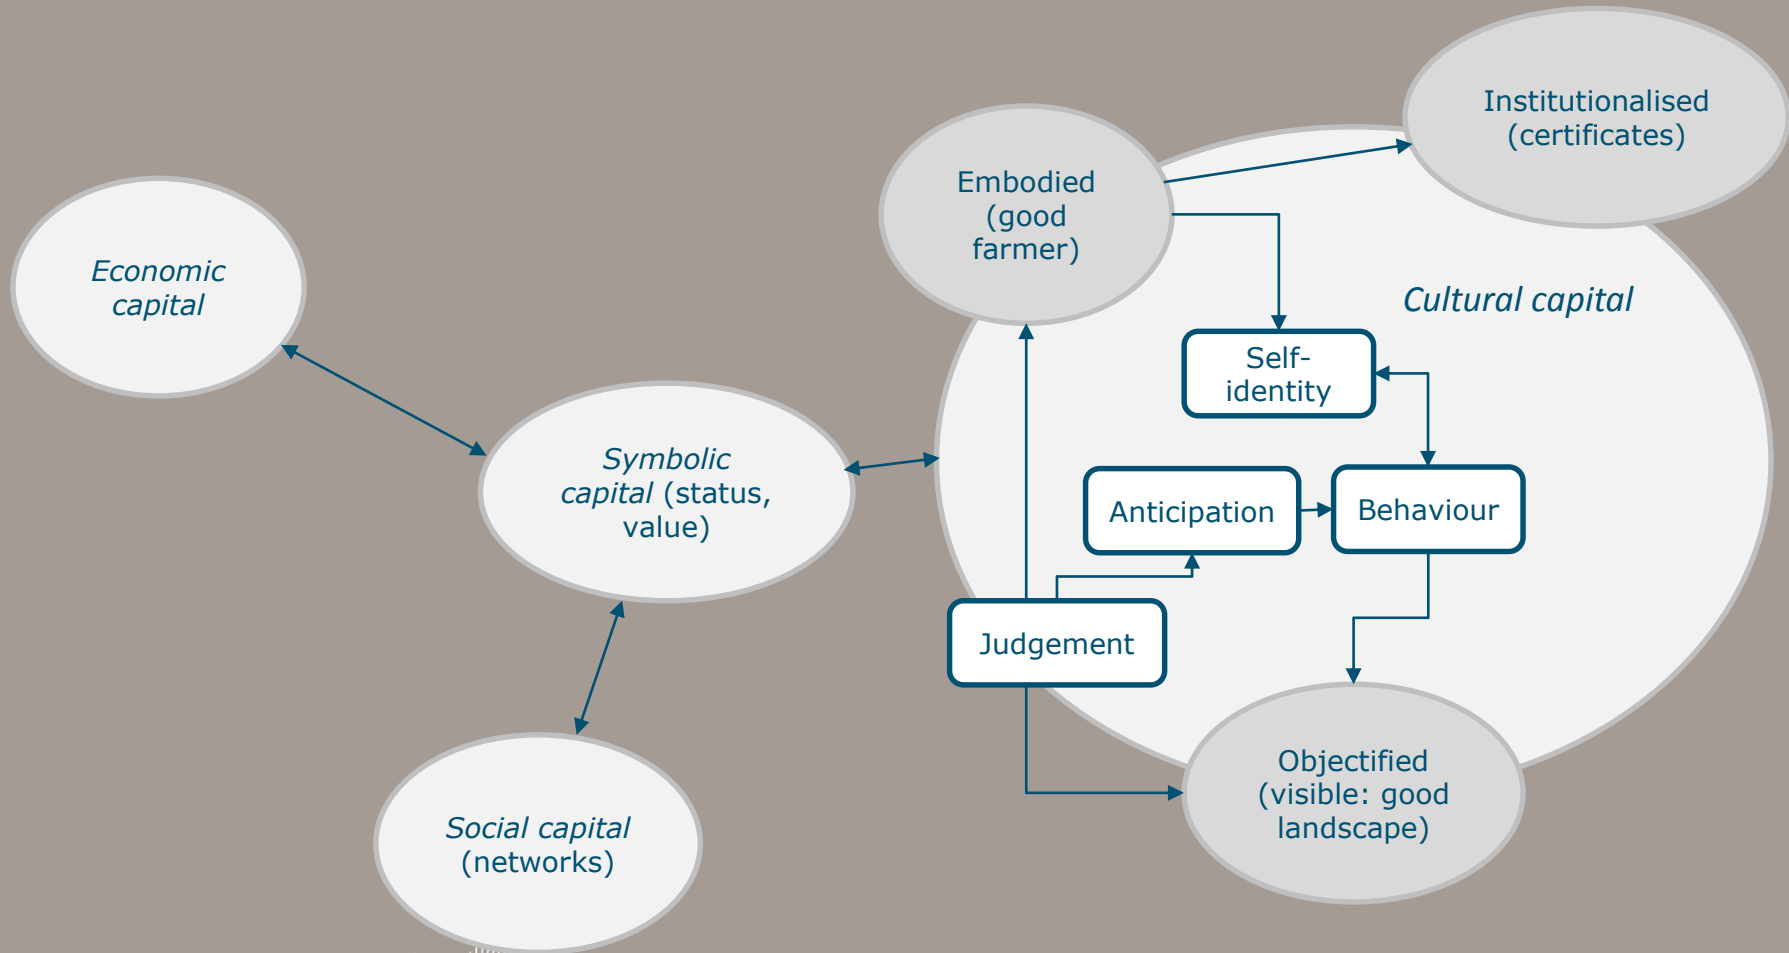 Institutionalised
(certificates)
Embodied
(good
farmer)
Economic
capital
Cultural capital
Self-
identity
Symbolic
capital (status,
value)
Anticipation
Behaviour
Judgement
Objectified
(visible: good
landscape)
Social capital
(networks)